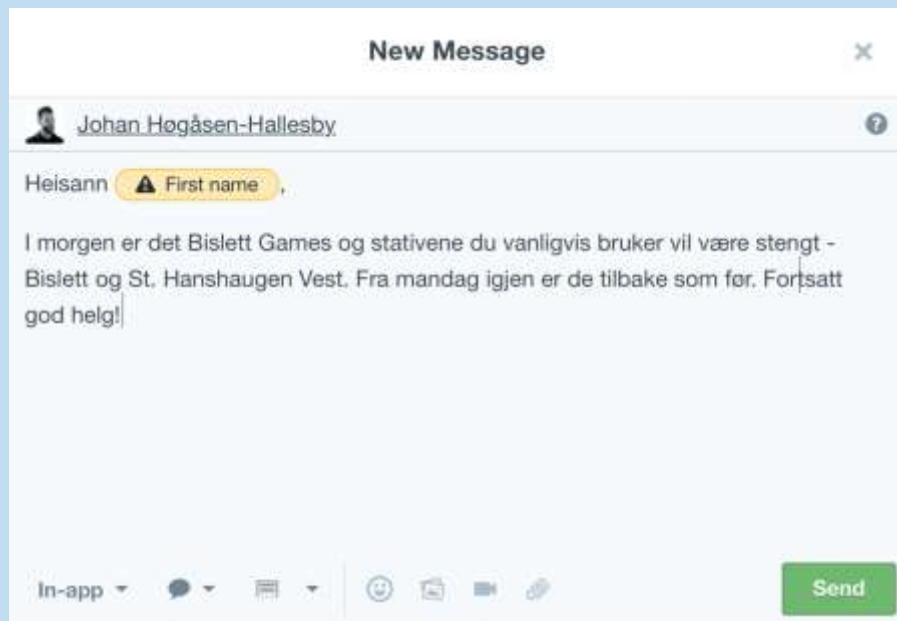 New Message
Johan Høgåsen-Hallesby
Heisann First name ,
I morgen er det Bislett Games og stativene du vanligvis bruker vil være stengt -
Bislett og St. Hanshaugen Vest. Fra mandag igjen er de tilbake som før. Fortsatt
god helg!
In-app
Send